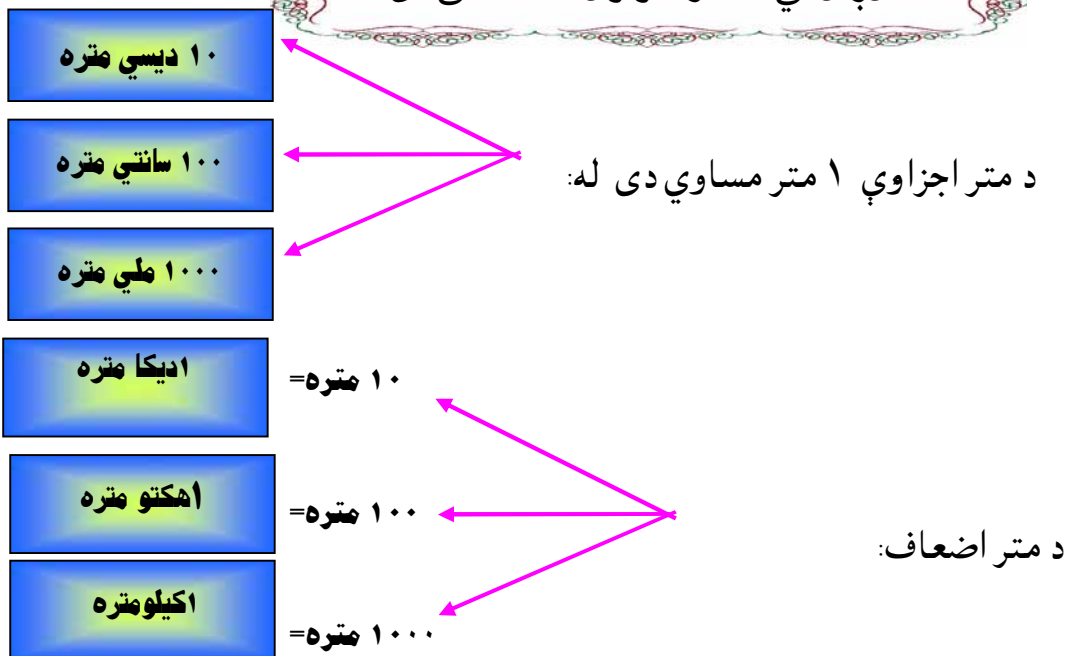 د متر اجزاوې ۱ متر مساوي دی له:
۱۰ ديسي متره
۱۰۰ سانتي متره
۱۰۰۰ ملي متره
د متر اضعاف:
۱۰ متره=
۱ديکا متره
۱۰۰ متره=
۱هکتو متره
۱۰۰۰ متره=
۱کيلومتره